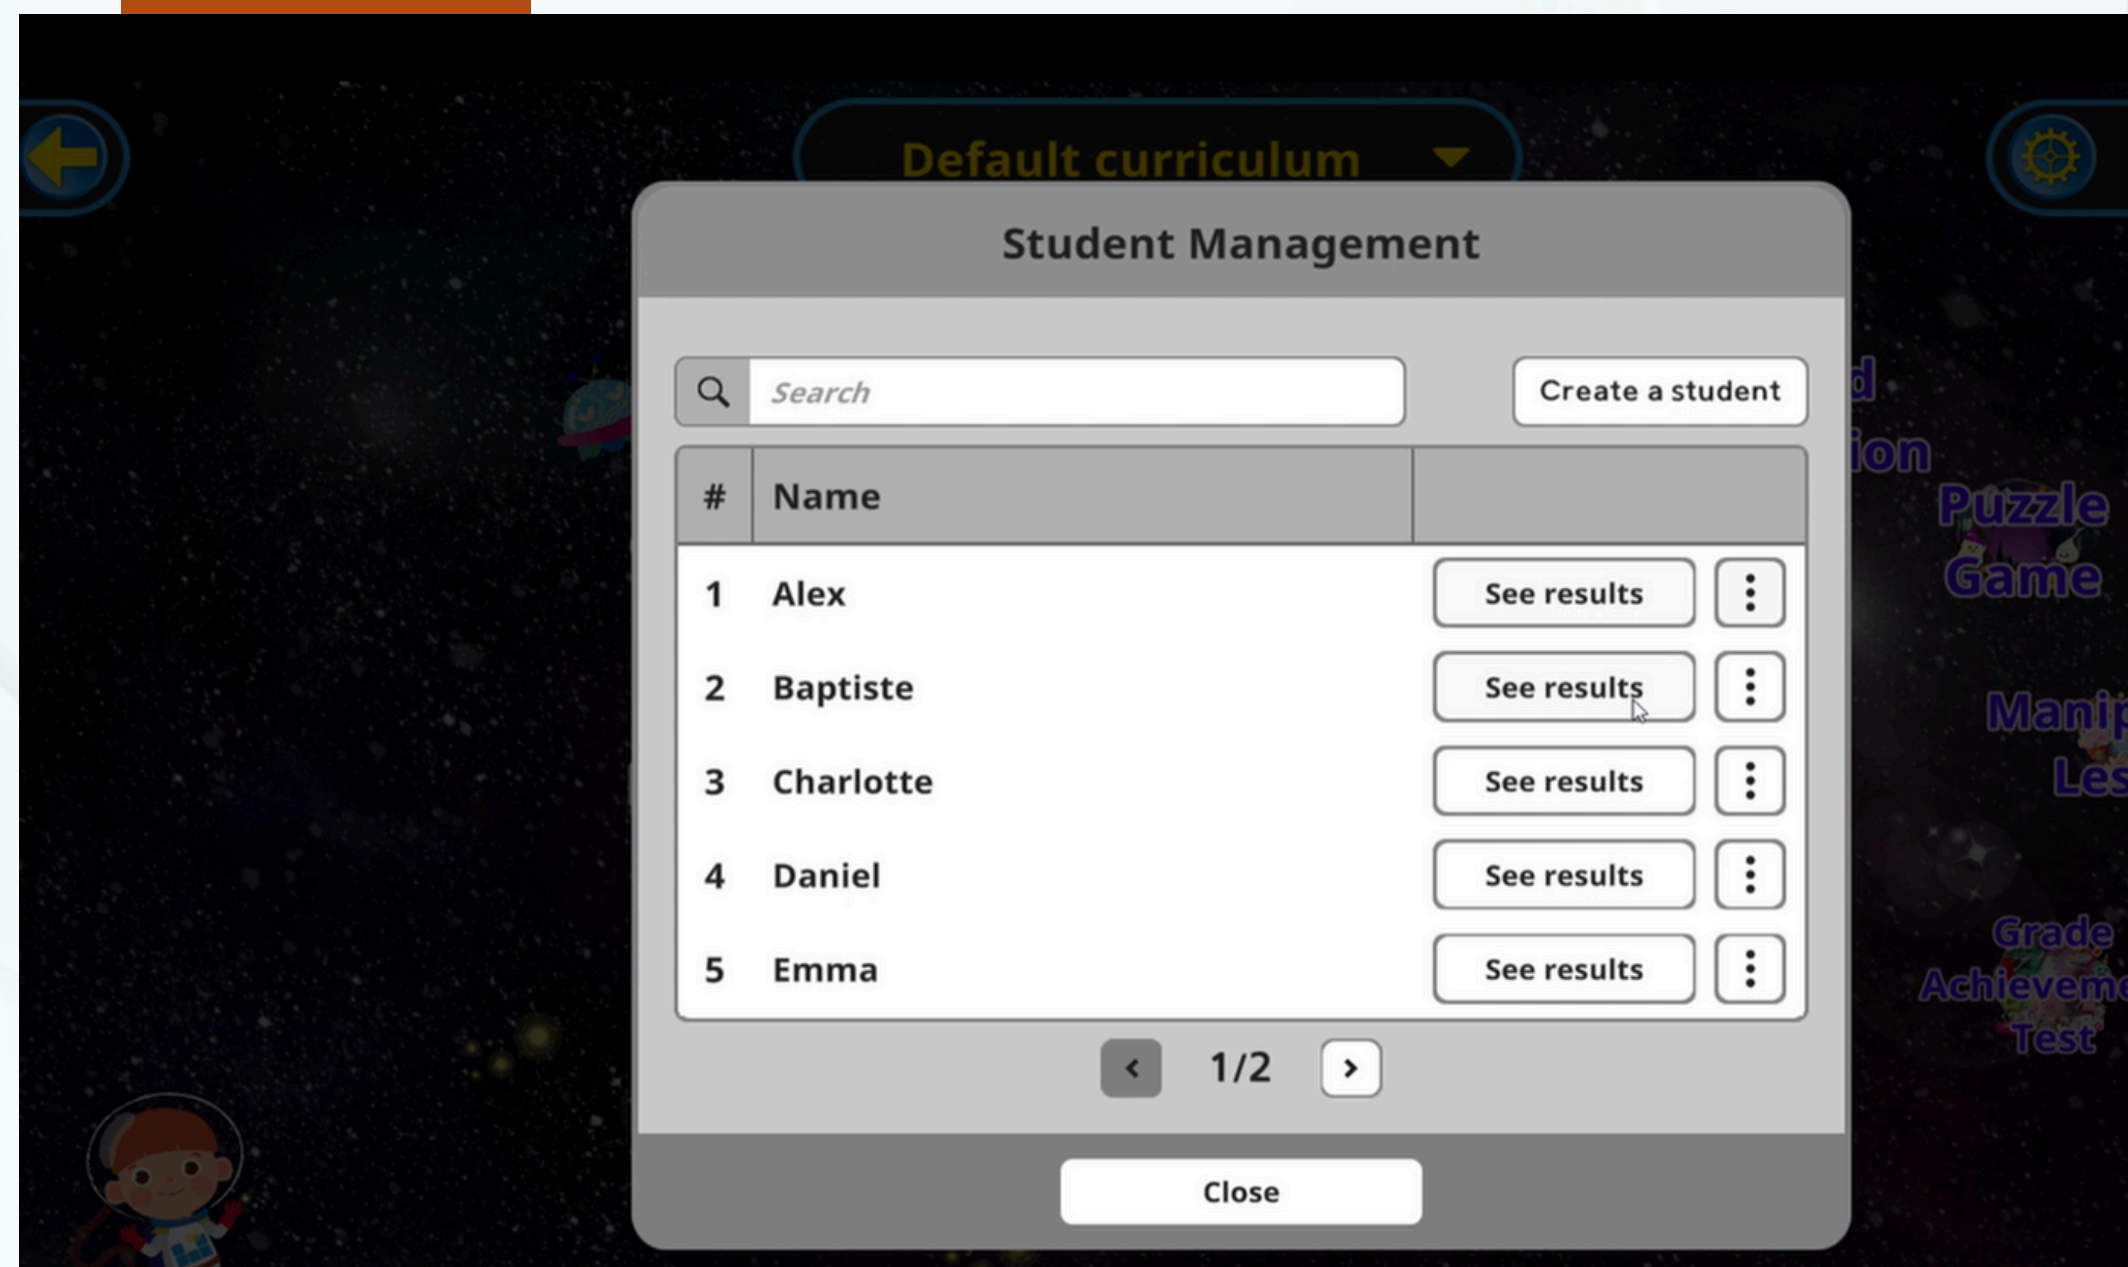 Default curriculum
Student Management
Search
Create a student
# Name
1 Alex See results
2 Baptiste See results
3 Charlotte See results
4 Daniel See results
5 Emma See results
1/2
Close
Puzzle
Game
Grade
Test